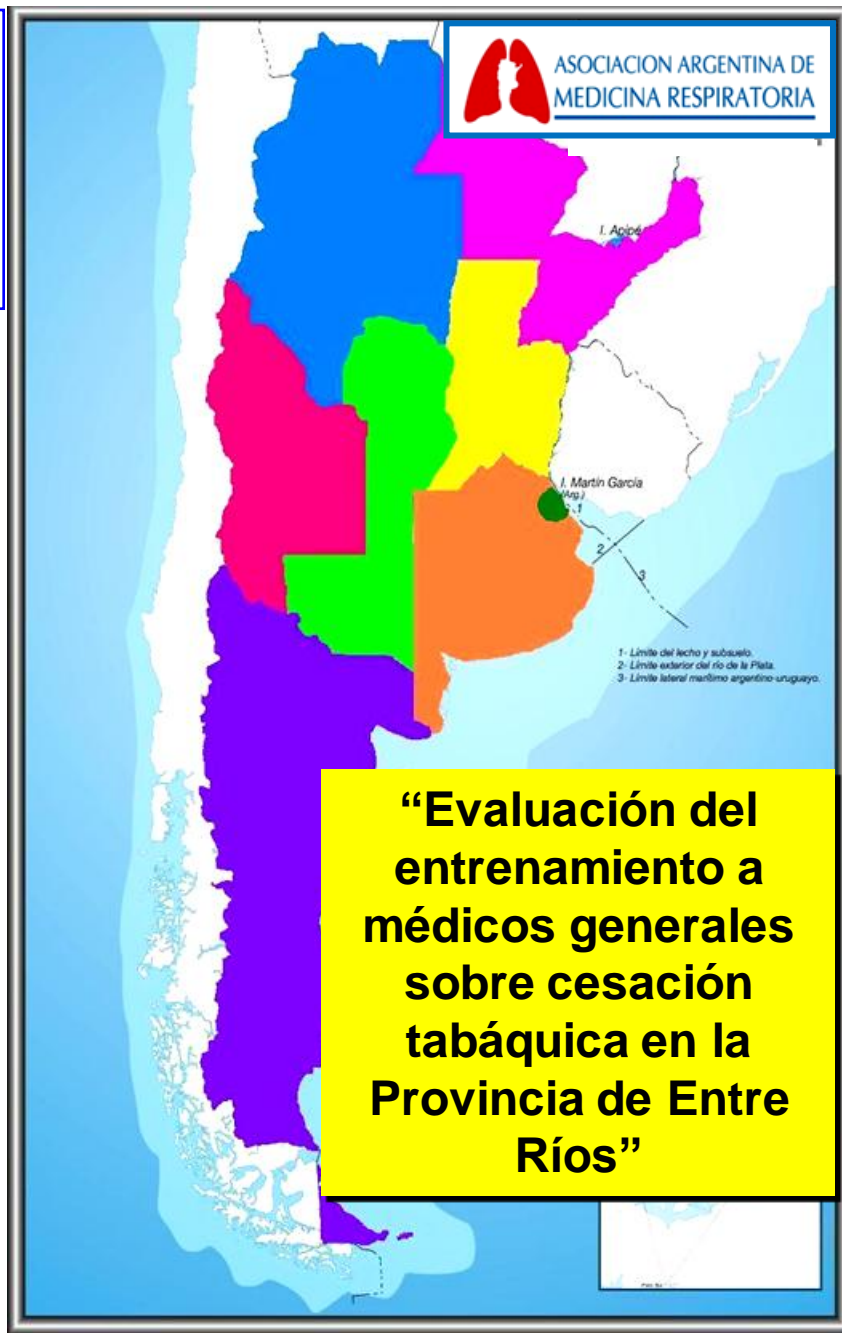 ASOCIACION ARGENTINA DE
MEDICINA RESPIRATORIA
I. Apipé
I. Martín García
(Arg.)
1
2
3
1- Límite del lecho y subsuelo.
2- Límite exterior del río de la Plata.
3- Límite lateral marítimo argentino-uruguayo.
“Evaluación del
entrenamiento a
médicos generales
sobre cesación
tabáquica en la
Provincia de Entre
Ríos”